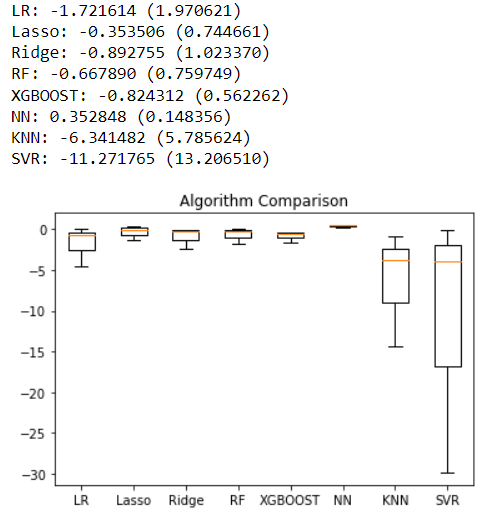 LR: -1.721614 (1.970621)
Lasso: -0.353506 (0.744661)
Ridge: -0.892755 (1.023370)
RF: -0.667890 (0.759749)
XGBOOST: -0.824312 (0.562262)
NN: 0.352848 (0.148356)
KNN: -6.341482 (5.785624)
SVR: -11.271765 (13.206510)
Algorithm Comparison
0
−5
−10
−15
−20
−25
−30
LR Lasso Ridge RF XGBOOST NN KNN SVR